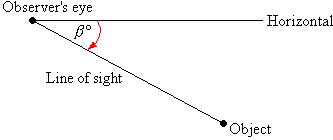 Observer's eye
β°
Horizontal
Line of sight
Object